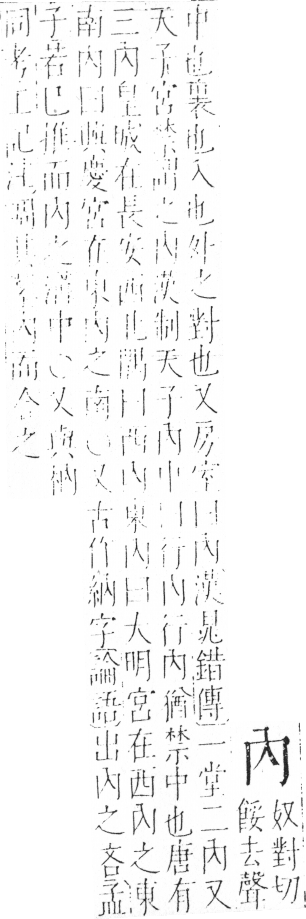 內
奴對切
餒去聲
中也裏也入也外之對也又房室曰內漢晁錯傳一堂二內又
天子宮禁謂之內漢制天子內中曰行內行內猶禁中也唐有
三內皇城在長安西北隅曰西內東內曰大明宮在西內之東
南內曰興慶宮在東內之南○又古作納字論語出內之吝孟
子若已推而內之溝中○又與枘
同考工記注調其鑿內而合之